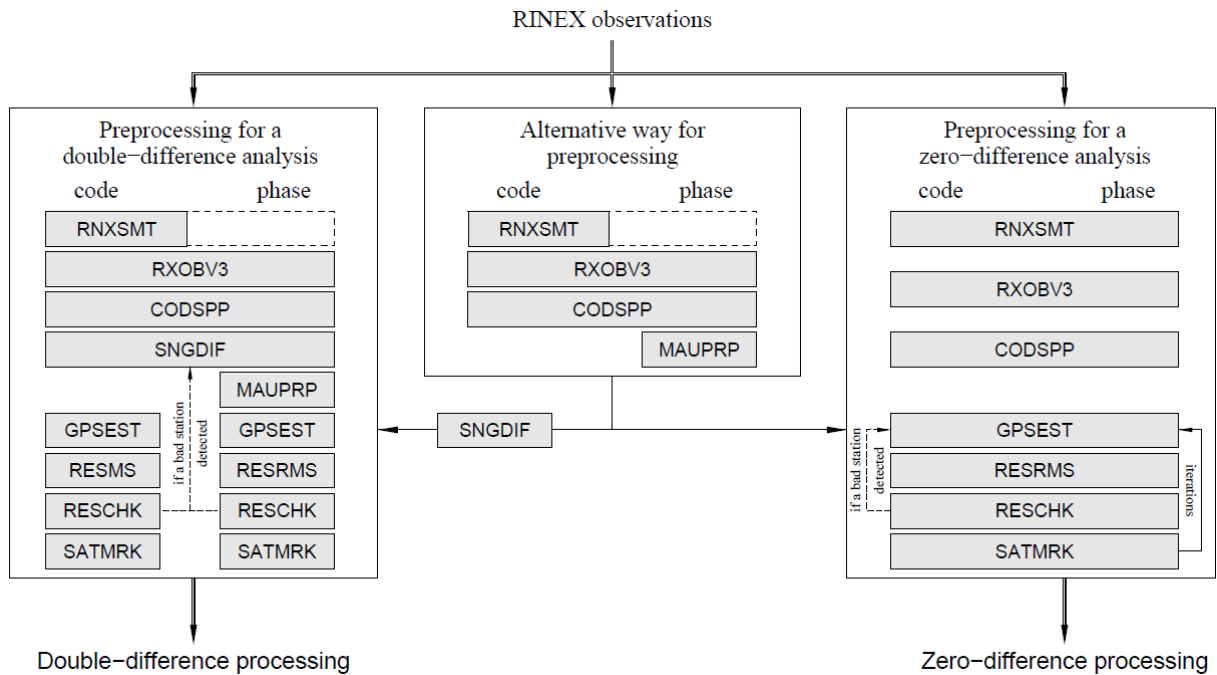 RINEX observations
Preprocessing for a
double−difference analysis
code phase
RNXSMT
RXOBV3
CODSPP
SNGDIF
MAUPRP
GPSEST GPSEST
RESMS RESRMS
RESCHK RESCHK
SATMRK SATMRK
if a bad station
detected
Double−difference processing
Alternative way for
preprocessing
code phase
RNXSMT
RXOBV3
CODSPP
MAUPRP
SNGDIF
Preprocessing for a
zero−difference analysis
code phase
RNXSMT
RXOBV3
CODSPP
GPSEST
RESRMS
RESCHK
SATMRK
if a bad station
detected
iterations
Zero−difference processing